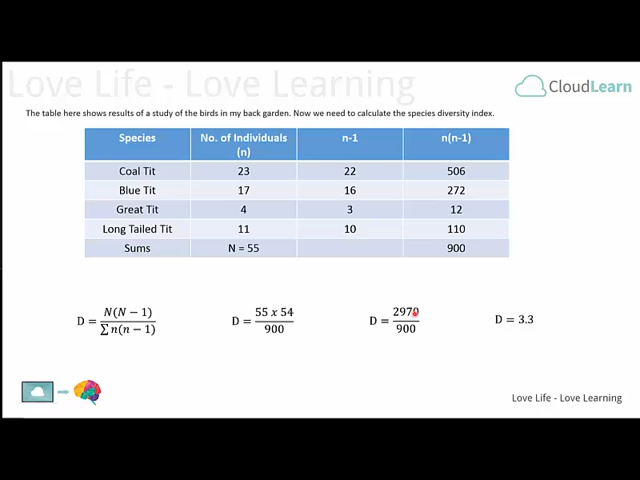 Love Life - Love Learning
CloudLearn
The table here shows results of a study of the birds in my back garden. Now we need to calculate the species diversity index.
Species No. of Individuals (n) n-1 n(n-1)
Coal Tit 23 22 506
Blue Tit 17 16 272
Great Tit 4 3 12
Long Tailed Tit 11 10 110
Sums N = 55 900
D = N(N − 1) / ∑ n(n − 1)
D = 55 x 54 / 900
D = 2970 / 900
D = 3.3
Love Life - Love Learning